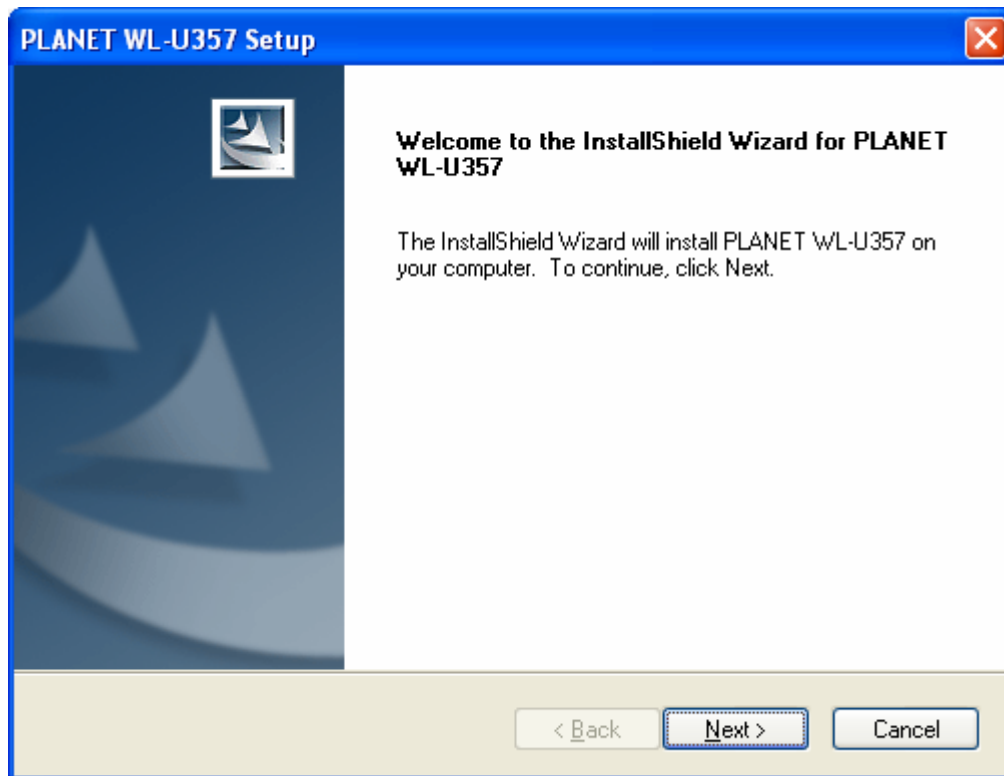 PLANET WL-U357 Setup
Welcome to the InstallShield Wizard for PLANET
WL-U357
The InstallShield Wizard will install PLANET WL-U357 on
your computer.  To continue, click Next.
< Back
Next >
Cancel